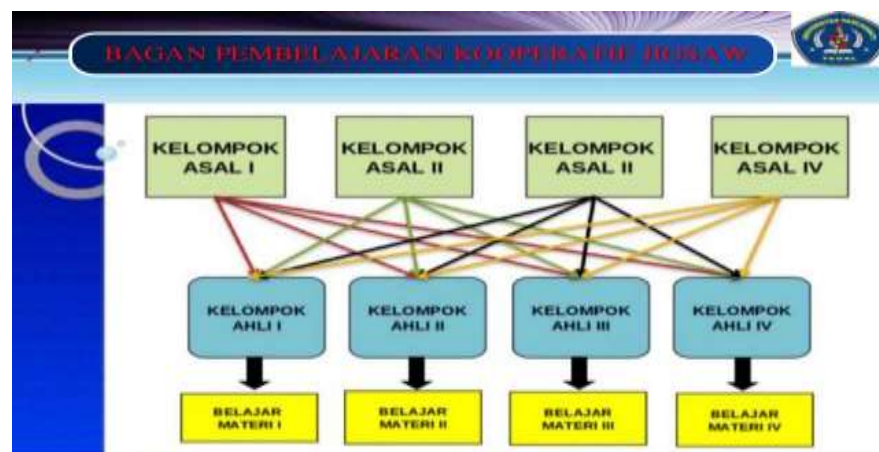 BAGAN PEMBELAJARAN KOOPERATIF JIGSAW
KELOMPOK
ASAL I
KELOMPOK
ASAL II
KELOMPOK
ASAL II
KELOMPOK
ASAL IV
KELOMPOK
AHLI I
KELOMPOK
AHLI II
KELOMPOK
AHLI III
KELOMPOK
AHLI IV
BELAJAR
MATERI I
BELAJAR
MATERI II
BELAJAR
MATERI III
BELAJAR
MATERI IV